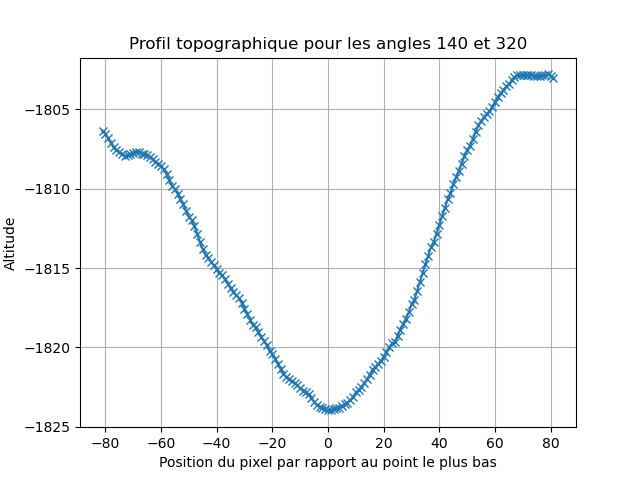 Profil topographique pour les angles 140 et 320
−1805
−1810
−1815
−1820
−1825
Altitude
−80 −60 −40 −20 0 20 40 60 80
Position du pixel par rapport au point le plus bas